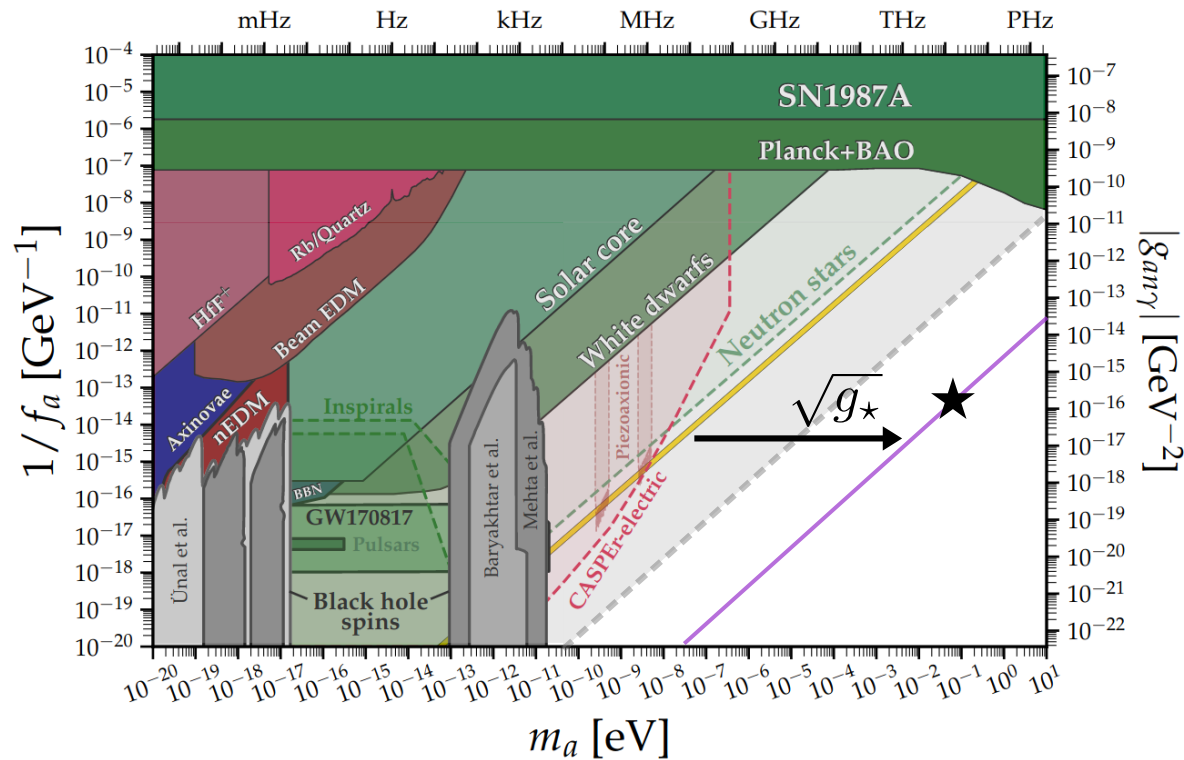 mHz Hz kHz MHz GHz THz PHz
10⁻⁴
10⁻⁵
10⁻⁶
10⁻⁷
10⁻⁸
10⁻⁹
10⁻¹⁰
10⁻¹¹
10⁻¹²
10⁻¹³
10⁻¹⁴
10⁻¹⁵
10⁻¹⁶
10⁻¹⁷
10⁻¹⁸
10⁻¹⁹
10⁻²⁰
1/fₐ [GeV⁻¹]
SN1987A
Planck+BAO
Rb/Quartz
HfF⁺
Beam EDM
Solar core
White dwarfs
Neutron stars
Axinovae
nEDM
Inspirals
Piezoaxionic
√g⋆
BBN
GW170817
Pulsars
Black hole
spins
Ünal et al.
Baryakhtar et al.
Mehta et al.
CASPEr-electric
10⁻⁷
10⁻⁸
10⁻⁹
10⁻¹⁰
10⁻¹¹
10⁻¹²
10⁻¹³
10⁻¹⁴
10⁻¹⁵
10⁻¹⁶
10⁻¹⁷
10⁻¹⁸
10⁻¹⁹
10⁻²⁰
10⁻²¹
10⁻²²
|gₐₙγ| [GeV⁻²]
10⁻²⁰ 10⁻¹⁹ 10⁻¹⁸ 10⁻¹⁷ 10⁻¹⁶ 10⁻¹⁵ 10⁻¹⁴ 10⁻¹³ 10⁻¹² 10⁻¹¹ 10⁻¹⁰ 10⁻⁹ 10⁻⁸ 10⁻⁷ 10⁻⁶ 10⁻⁵ 10⁻⁴ 10⁻³ 10⁻² 10⁻¹ 10⁰ 10¹
mₐ [eV]